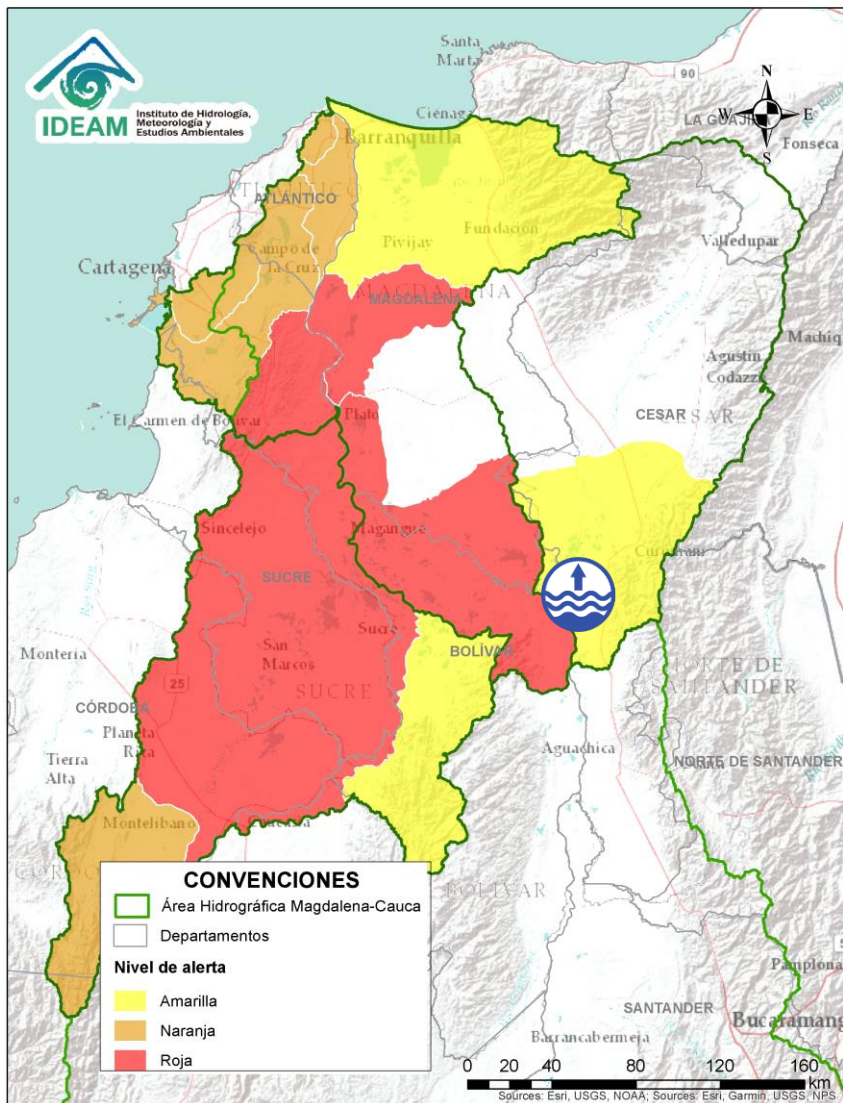 IDEAM
Instituto de Hidrología,
Meteorología y
Estudios Ambientales
Santa
Marta
90
N
W
E
S
Ciénaga
LA GUAJIRA
Fonseca
Barranquilla
ATLÁNTICO
Fundación
Pivijay
Campo de
la Cruz
Valledupar
Cartagena
MAGDALENA
Agustín
Codazzi
CESAR
CESAR
El Carmen de Bolívar
Plato
Sincelejo
Magangué
SUCRE
Sucre
San
Marcos
BOLÍVAR
SUCRE
NORTE DE
SANTANDER
Montería
25
CÓRDOBA
Planeta
Rica
Tierra
Alta
Aguachica
NORTE DE SANTANDER
Montelíbano
BOLÍVAR
CONVENCIONES
Área Hidrográfica Magdalena-Cauca
Departamentos
Nivel de alerta
Amarilla
Naranja
Roja
Pamplona
SANTANDER
Bucaramang
Barrancabermeja
0 20 40 80 120 160
km
Sources: Esri, USGS, NOAA; Sources: Esri, Garmin, USGS, NPS